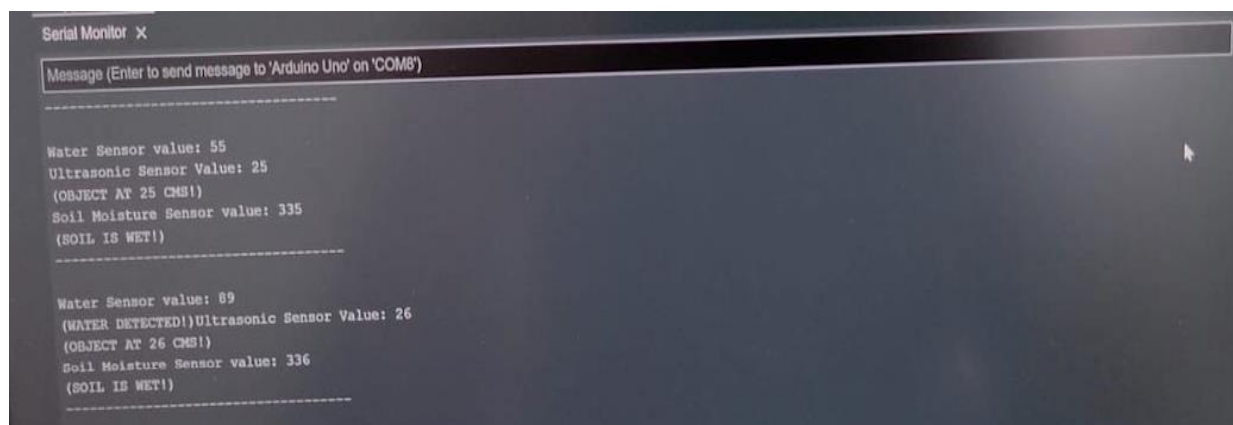 Serial Monitor X
Message (Enter to send message to 'Arduino Uno' on 'COM8')
-----------------------------------
Water Sensor value: 55
Ultrasonic Sensor Value: 25
(OBJECT AT 25 CMS!)
Soil Moisture Sensor value: 335
(SOIL IS WET!)
-----------------------------------
Water Sensor value: 89
(WATER DETECTED!)Ultrasonic Sensor Value: 26
(OBJECT AT 26 CMS!)
Soil Moisture Sensor value: 336
(SOIL IS WET!)
-----------------------------------